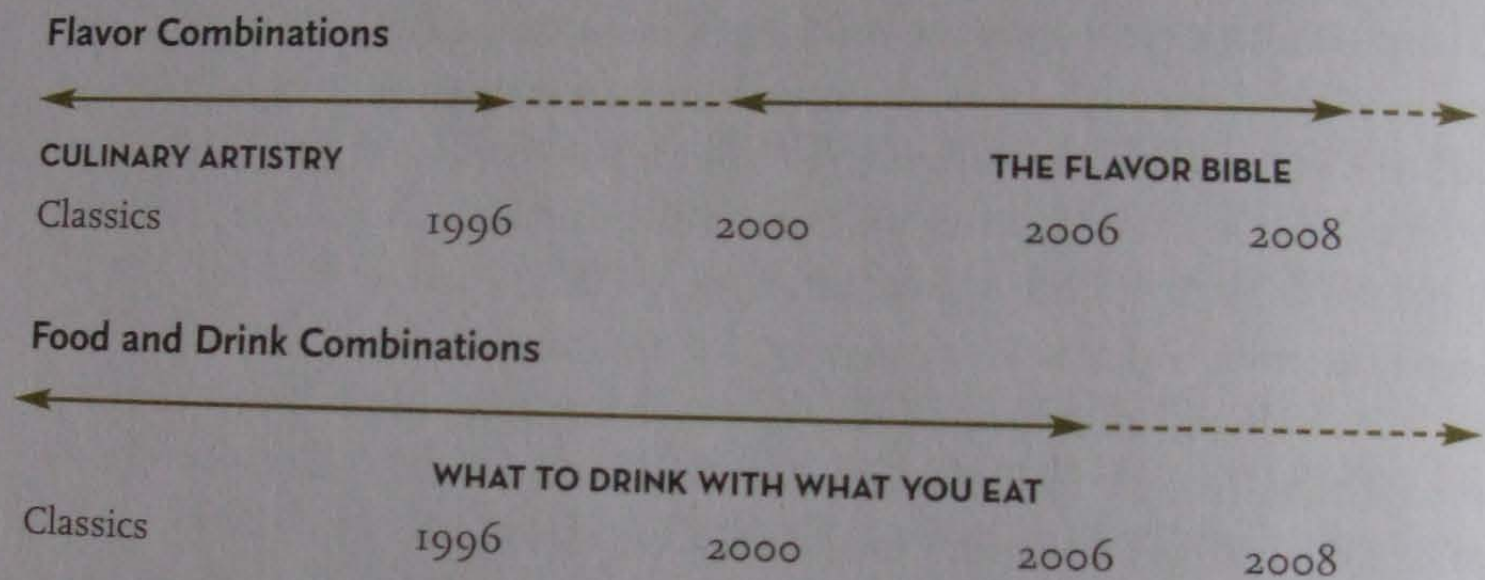 Flavor Combinations
CULINARY ARTISTRY THE FLAVOR BIBLE
Classics 1996 2000 2006 2008
Food and Drink Combinations
WHAT TO DRINK WITH WHAT YOU EAT
Classics 1996 2000 2006 2008